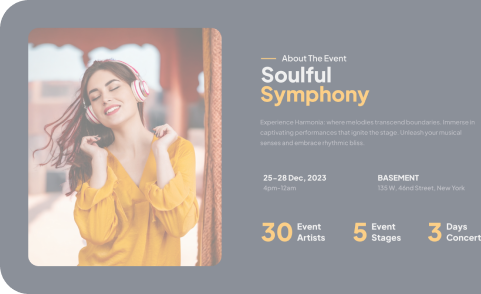 About The Event
Soulful
Symphony
Experience Harmonia: where melodies transcend boundaries. Immerse in
captivating performances that ignite the stage. Unleash your musical
senses and embrace rhythmic bliss.
25-28 Dec, 2023
4pm-12am
BASEMENT
133 W. 42nd Street, New York
30 Event Artists
5 Event Stages
3 Days Concert